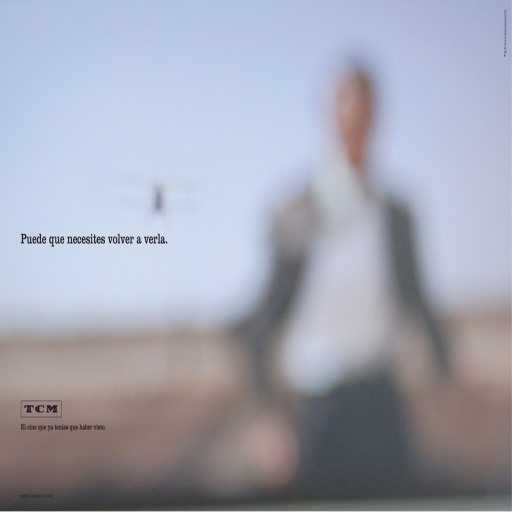 Puede que necesites volver a verla.
TCM
El cine que ya tenías que haber visto.